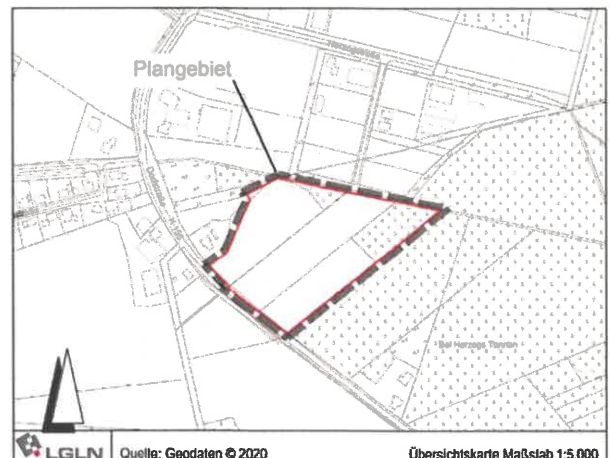 Plangebiet
Bei Herzogs Tannen
LGLN
Quelle: Geodaten © 2020
Übersichtskarte Maßstab 1:5.000